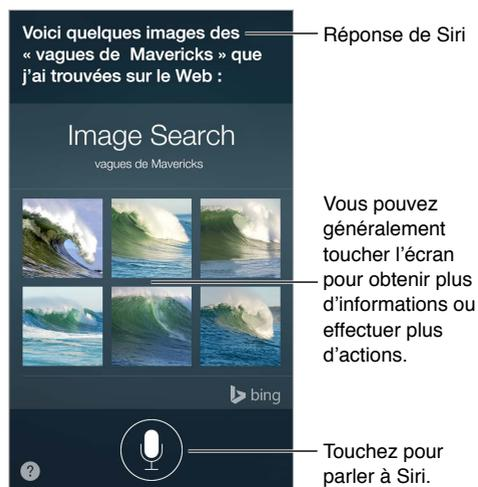 Voici quelques images des
« vagues de Mavericks » que
j'ai trouvées sur le Web :
Réponse de Siri
Image Search
vagues de Mavericks
Vous pouvez
généralement
toucher l'écran
pour obtenir plus
d'informations ou
effectuer plus
d'actions.
bing
?
Touchez pour
parler à Siri.